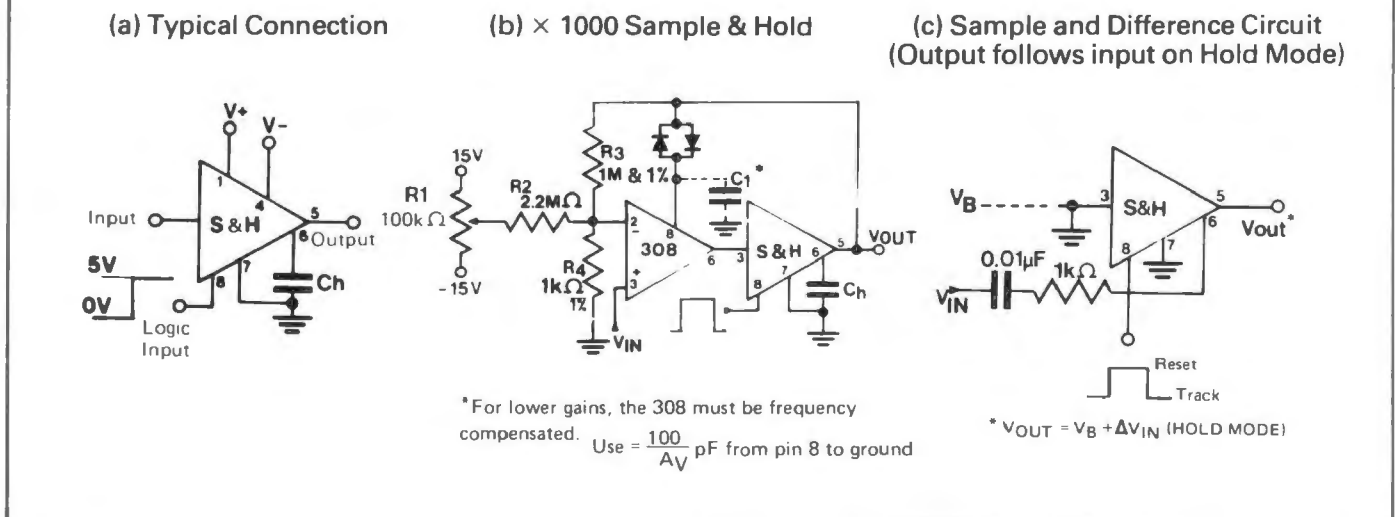 (a) Typical Connection
V+
V-
1
4
Input
S & H
5
6
Output
7
8
5V
0V
Ch
Logic
Input
(b) × 1000 Sample & Hold
15V
R1
100kΩ
-15V
R2
2.2MΩ
R3
1M & 1%
C1*
2
-
8
308
+
3
6
R4
1kΩ
1%
VIN
3
S & H
6
5
7
8
VOUT
Ch
*For lower gains, the 308 must be frequency
compensated. Use = 100/AV pF from pin 8 to ground
(c) Sample and Difference Circuit
(Output follows input on Hold Mode)
VB
3
S&H
5
6
8
7
Vout*
0.01µF
1kΩ
VIN
Reset
Track
* VOUT = VB + ΔVIN (HOLD MODE)